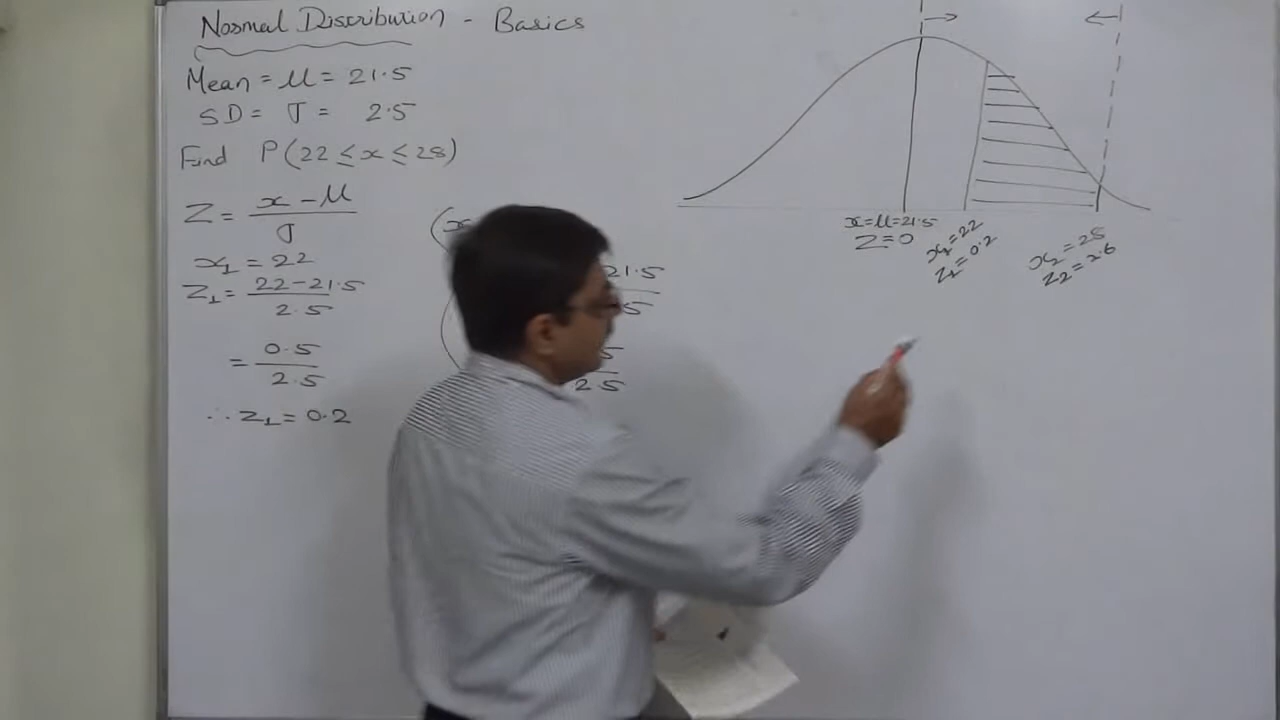 Normal Distribution - Basics
Mean = μ = 21.5
SD = σ = 2.5
Find P(22 ≤ x ≤ 28)
Z = x - μ / σ
x₁ = 22
Z₁ = 22 - 21.5 / 2.5
= 0.5 / 2.5
∴ Z₁ = 0.2
(x
21.5
5
5
2.5
x = μ = 21.5
Z = 0
x₁ = 22
Z₁ = 0.2
x₂ = 28
Z₂ = 2.6